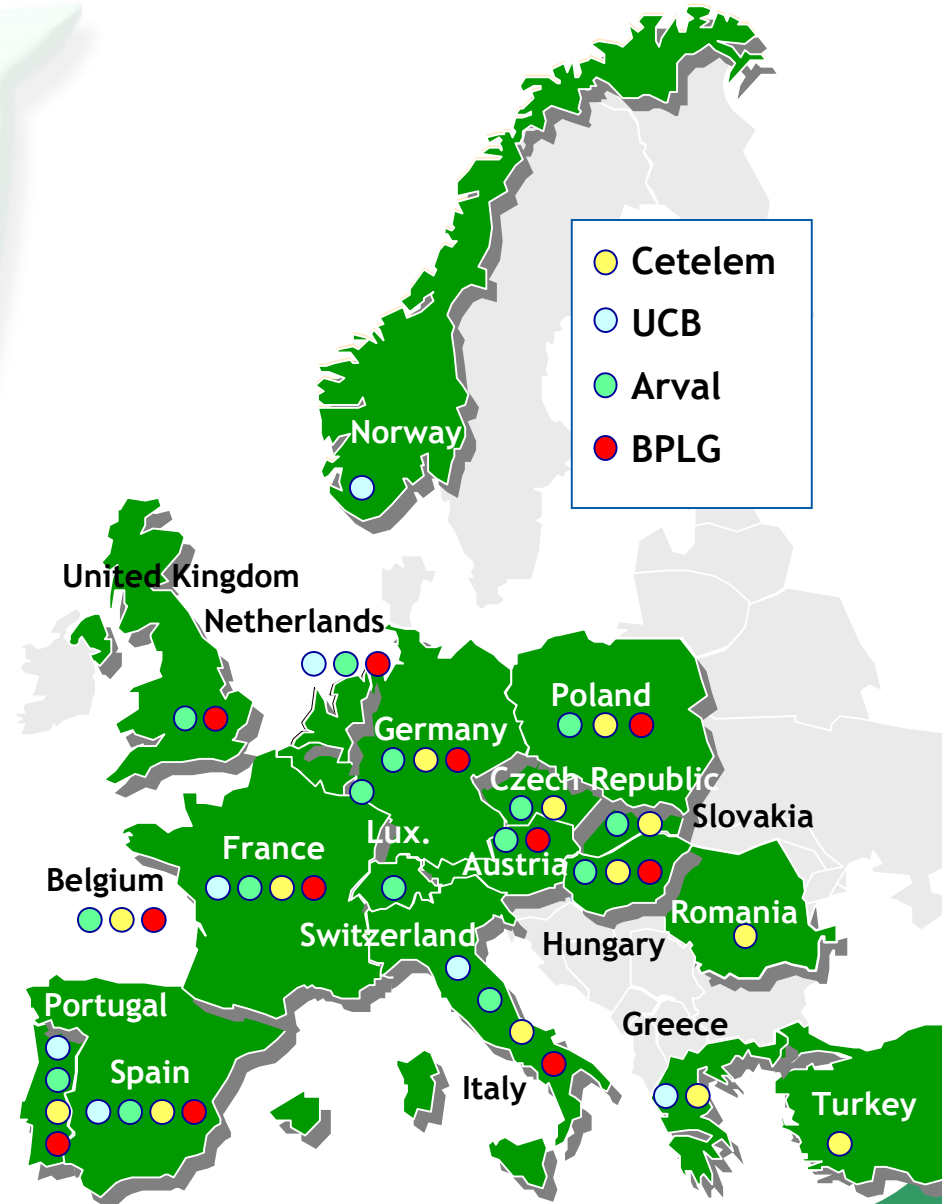 Cetelem
UCB
Arval
BPLG
Norway
United Kingdom
Netherlands
Poland
Germany
Czech Republic
Slovakia
Lux.
France
Austria
Belgium
Romania
Switzerland
Hungary
Portugal
Greece
Spain
Italy
Turkey